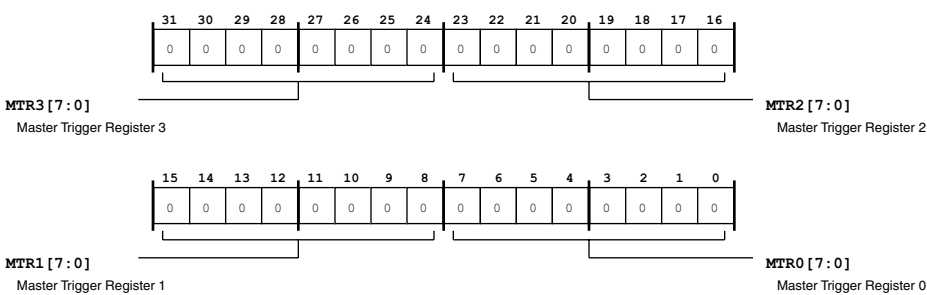 31 30 29 28 27 26 25 24 23 22 21 20 19 18 17 16
0 0 0 0 0 0 0 0 0 0 0 0 0 0 0 0
MTR3[7:0] MTR2[7:0]
Master Trigger Register 3 Master Trigger Register 2
15 14 13 12 11 10 9 8 7 6 5 4 3 2 1 0
0 0 0 0 0 0 0 0 0 0 0 0 0 0 0 0
MTR1[7:0] MTR0[7:0]
Master Trigger Register 1 Master Trigger Register 0